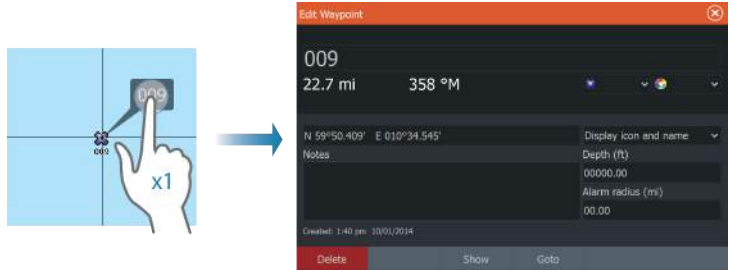 009
009
x1
Edit Waypoint
009
22.7 mi 358 °M
N 59°50.409' E 010°34.545' Display icon and name
Notes Depth (ft)
00000.00
Alarm radius (mi)
00.00
Created: 1:40 pm 10/01/2014
Delete Show Goto